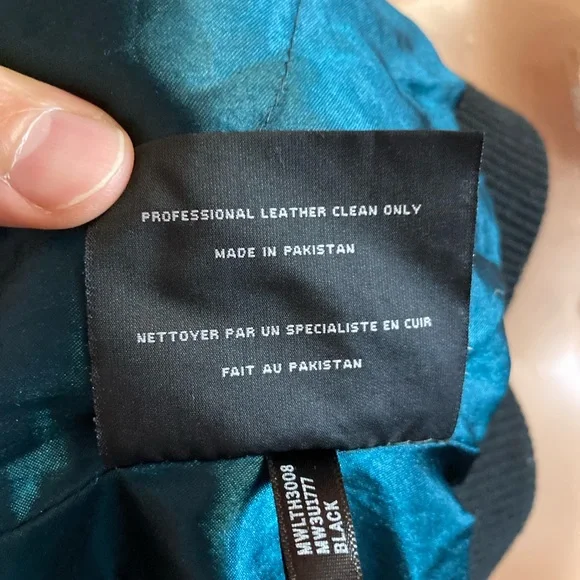 PROFESSIONAL LEATHER CLEAN ONLY
MADE IN PAKISTAN
NETTOYER PAR UN SPECIALISTE EN CUIR
FAIT AU PAKISTAN
MWLTH3008
MW3U1777
BLACK